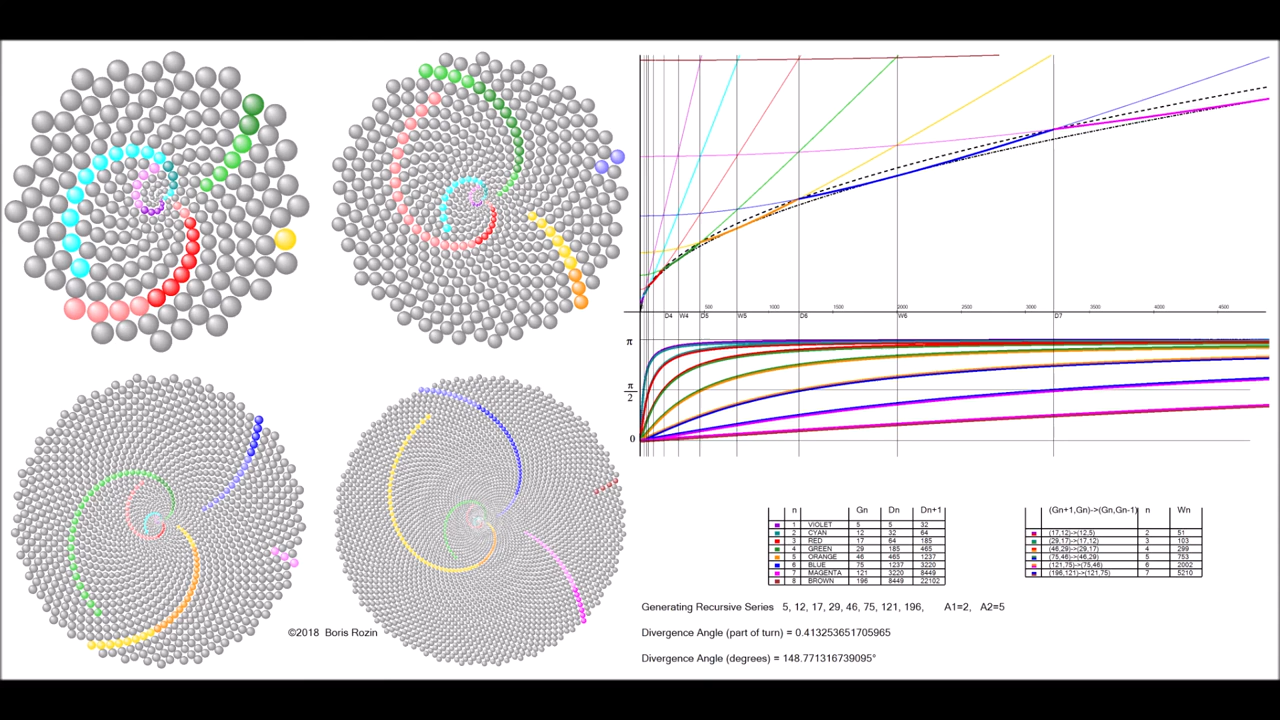 500 1000 1500 2000 2500 3000 3500 4000 4500
D4 W4 D5 W5 D6 W6 D7
π
π
2
0
n Gn Dn Dn+1
1 VIOLET 5 5 32
2 CYAN 12 32 64
3 RED 17 64 185
4 GREEN 29 185 465
5 ORANGE 46 465 1237
6 BLUE 75 1237 3220
7 MAGENTA 121 3220 8449
8 BROWN 196 8449 22102
(Gn+1,Gn)->(Gn,Gn-1) n Wn
(17,12)->(12,5) 2 51
(29,17)->(17,12) 3 103
(46,29)->(29,17) 4 299
(75,46)->(46,29) 5 753
(121,75)->(75,46) 6 2002
(196,121)->(121,75) 7 5210
Generating Recursive Series 5, 12, 17, 29, 46, 75, 121, 196, A1=2, A2=5
©2018 Boris Rozin
Divergence Angle (part of turn) = 0.413253651705965
Divergence Angle (degrees) = 148.771316739095°